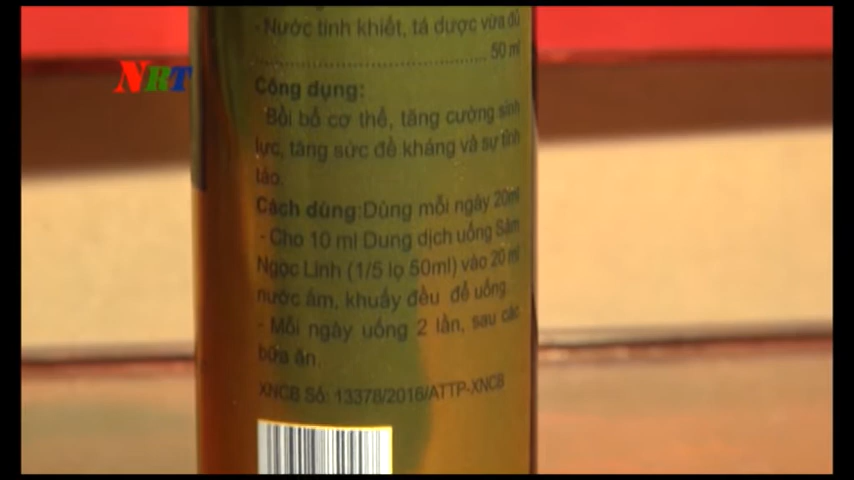 NRT
- Nước tinh khiết, tá dược vừa đủ
................................................ 50 ml
Công dụng:
Bồi bổ cơ thể, tăng cường sinh
lực, tăng sức đề kháng và sự tỉnh
táo.
Cách dùng:Dùng mỗi ngày 20ml
- Cho 10 ml Dung dịch uống Sâm
Ngọc Linh (1/5 lọ 50ml) vào 20 ml
nước ấm, khuấy đều để uống
- Mỗi ngày uống 2 lần, sau các
bữa ăn.
XNCB Số: 13378/2016/ATTP-XNCB